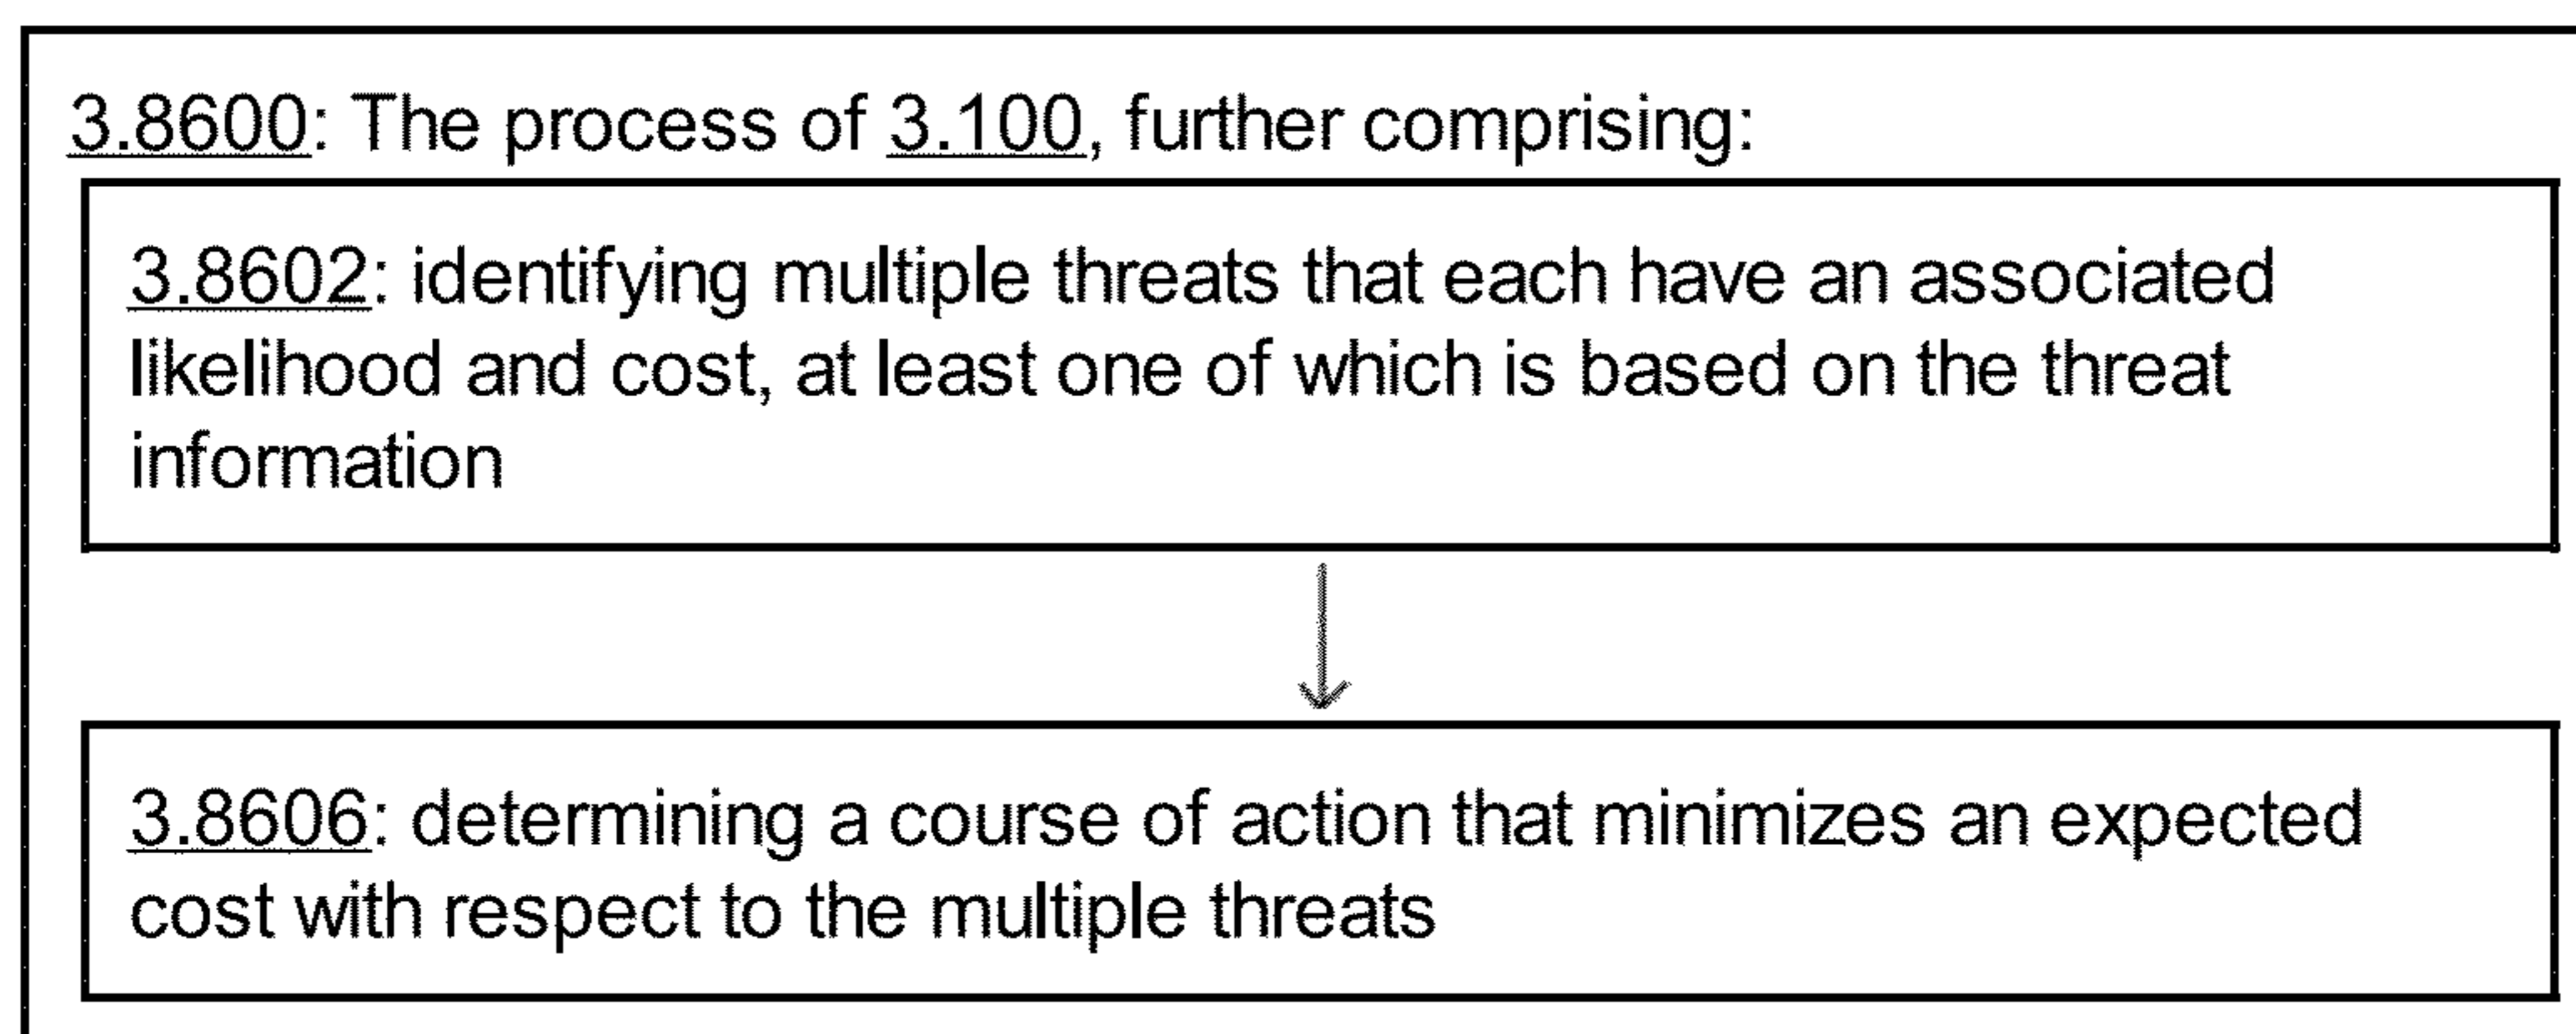 3.8600: The process of 3.100, further comprising:
3.8602: identifying multiple threats that each have an associated
likelihood and cost, at least one of which is based on the threat
information
3.8606: determining a course of action that minimizes an expected
cost with respect to the multiple threats